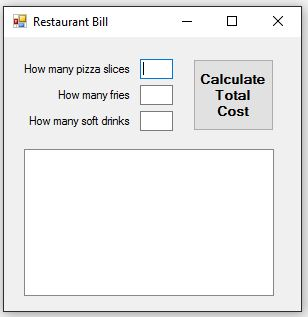 Restaurant Bill
How many pizza slices
How many fries
How many soft drinks
Calculate
Total
Cost